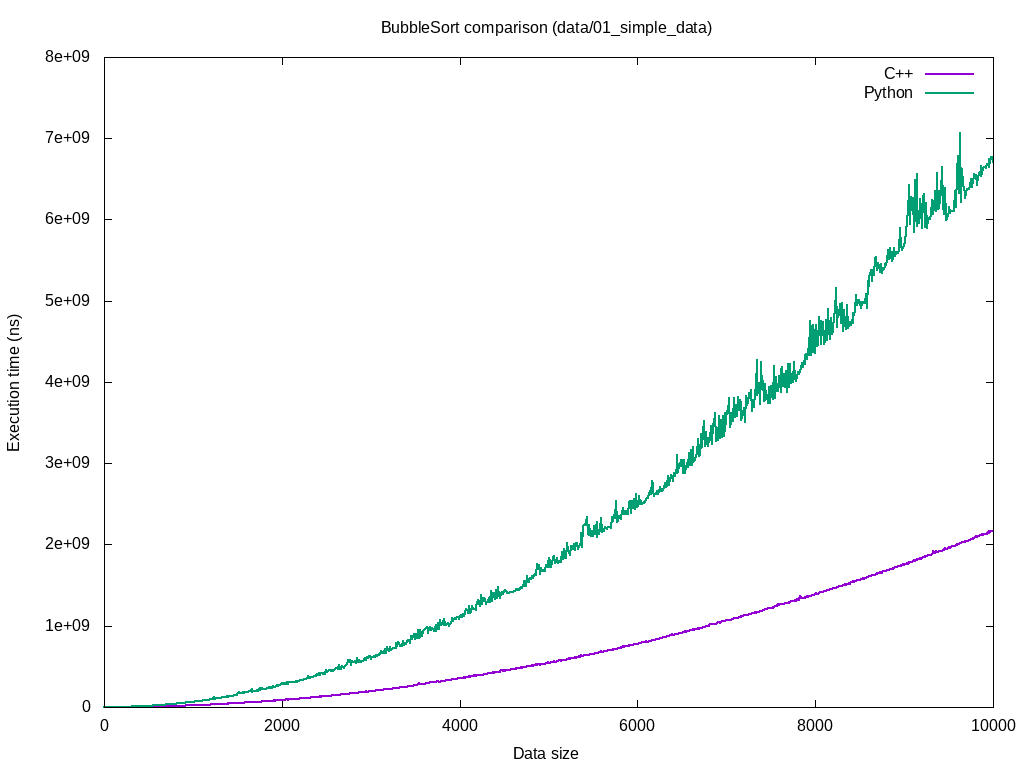 BubbleSort comparison (data/01_simple_data)
8e+09
7e+09
6e+09
5e+09
4e+09
3e+09
2e+09
1e+09
0
0
2000
4000
6000
8000
10000
Data size
Execution time (ns)
C++
Python